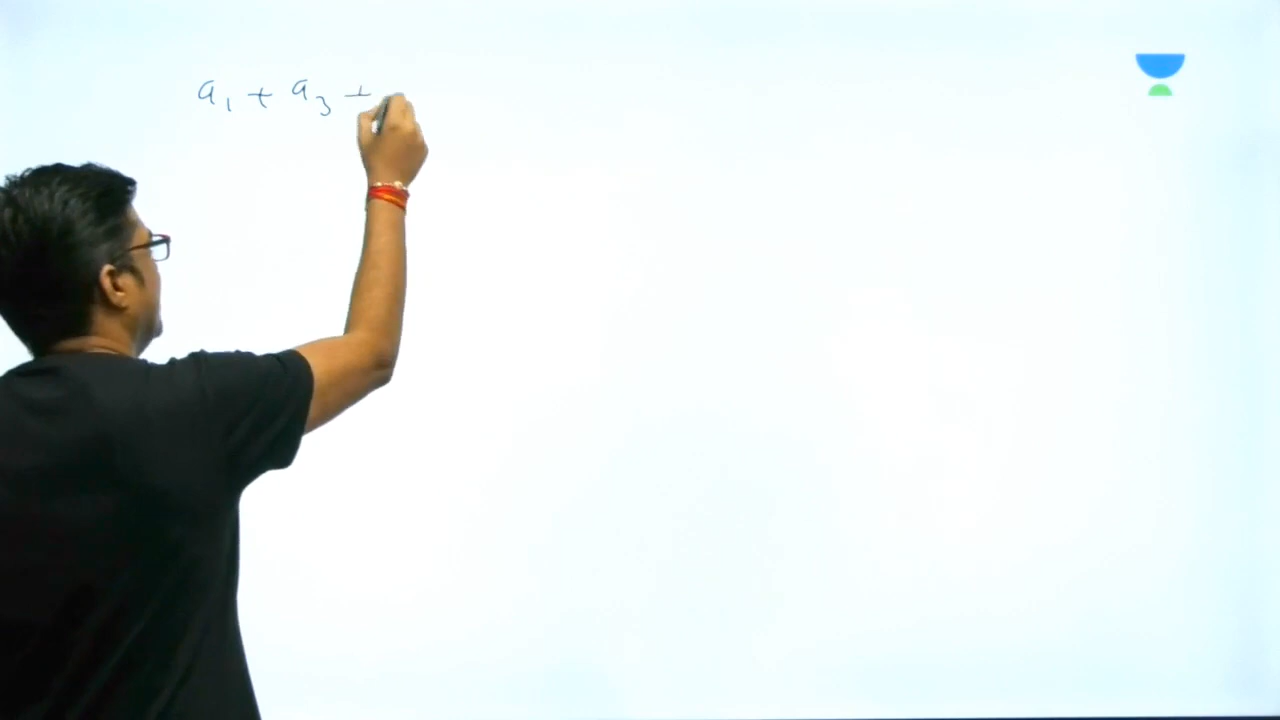 a₁ + a₃ +